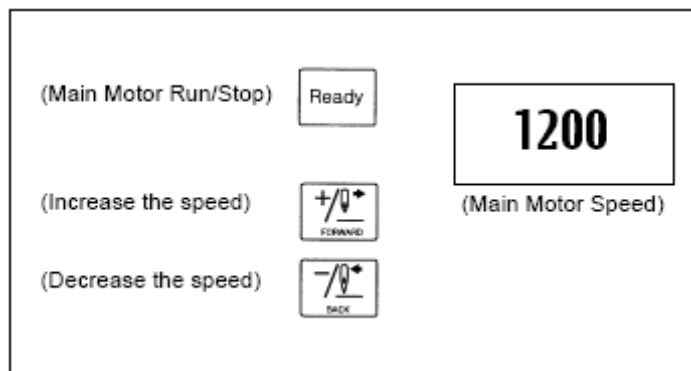 (Main Motor Run/Stop) Ready
1200
(Increase the speed) +/ FORWARD
(Main Motor Speed)
(Decrease the speed) −/ BACK